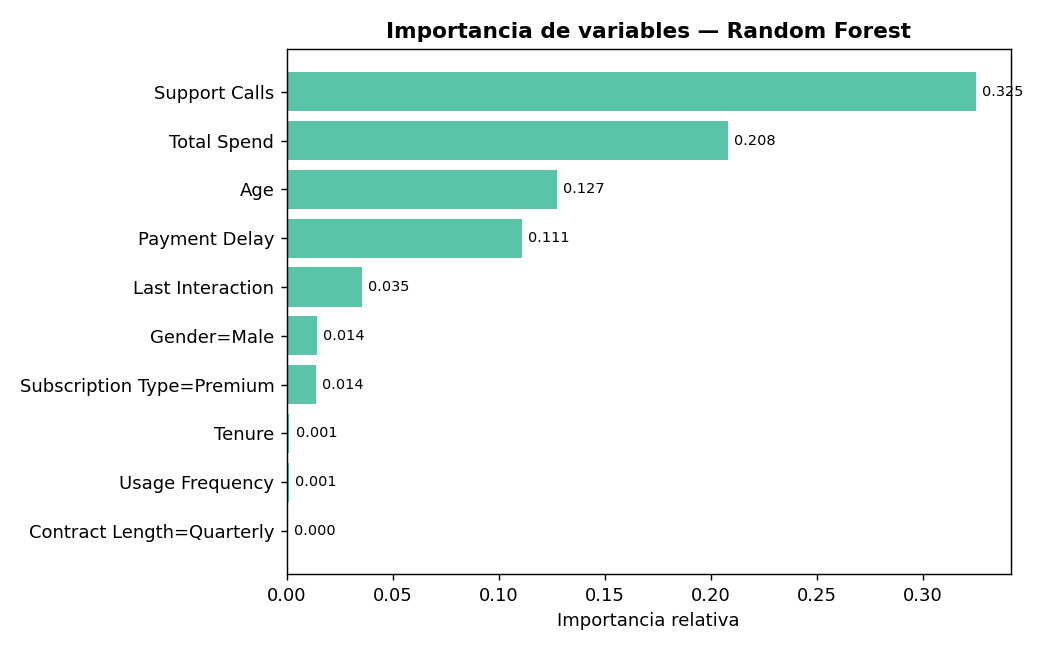 Importancia de variables — Random Forest
Support Calls 0.325
Total Spend 0.208
Age 0.127
Payment Delay 0.111
Last Interaction 0.035
Gender=Male 0.014
Subscription Type=Premium 0.014
Tenure 0.001
Usage Frequency 0.001
Contract Length=Quarterly 0.000
0.00 0.05 0.10 0.15 0.20 0.25 0.30
Importancia relativa